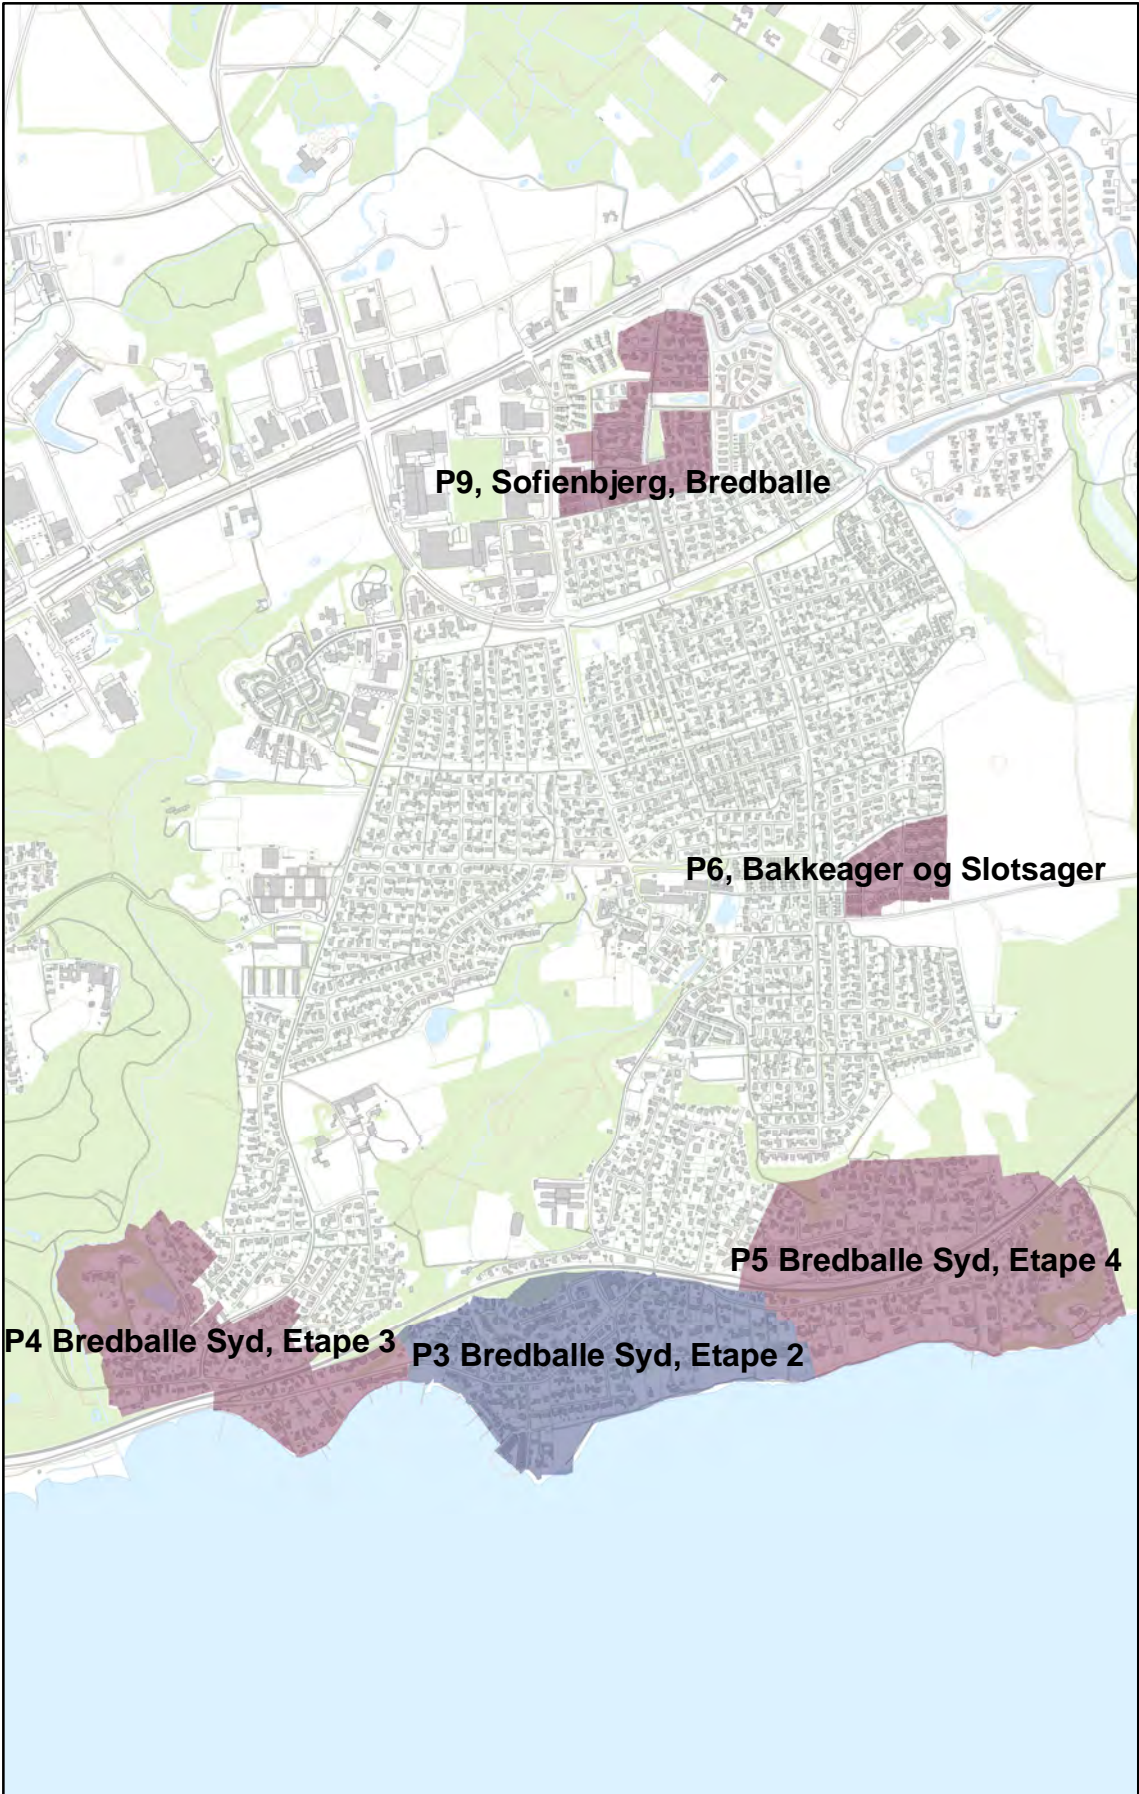 P9, Sofienbjerg, Bredballe
P6, Bakkeager og Slotsager
P5 Bredballe Syd, Etape 4
P4 Bredballe Syd, Etape 3
P3 Bredballe Syd, Etape 2